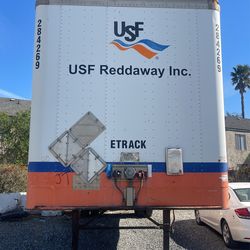 USF
USF Reddaway Inc.
284269
284269
ETRACK